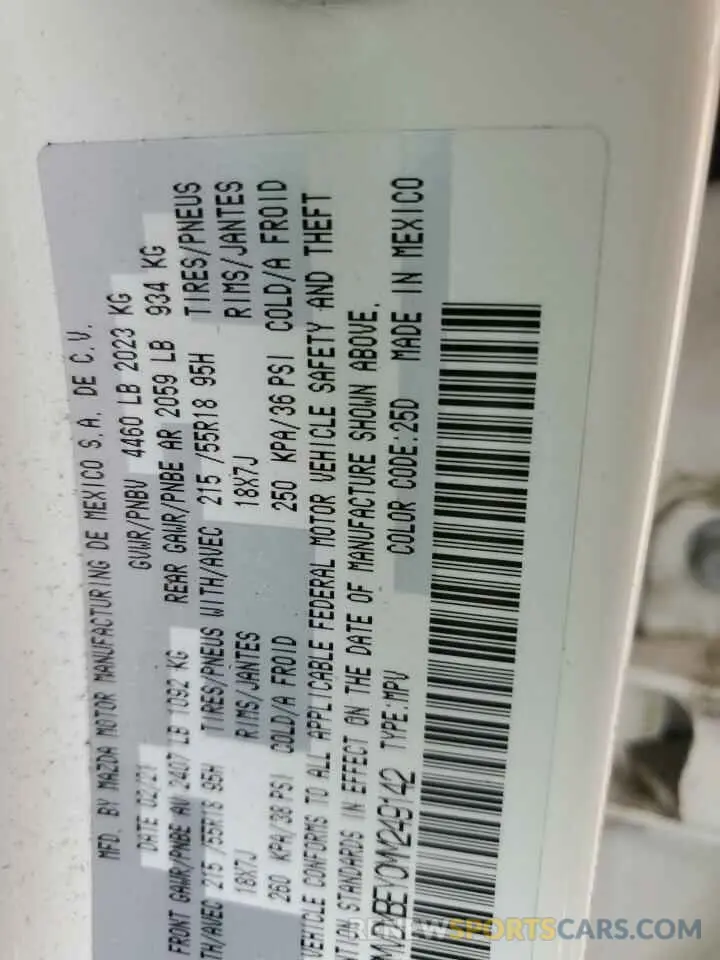 MFD. BY MAZDA MOTOR MANUFACTURING DE MEXICO S.A. DE C.V.
DATE 02/21 GVWR/PNBV 4460 LB 2023 KG
FRONT GAWR/PNBE AV 2407 LB 1092 KG REAR GAWR/PNBE AR 2059 LB 934 KG
TH/AVEC 215 /55R18 95H TIRES/PNEUS WITH/AVEC 215 /55R18 95H TIRES/PNEUS
18X7J RIMS/JANTES 18X7J RIMS/JANTES
260 KPA/38 PSI COLD/A FROID 250 KPA/36 PSI COLD/A FROID
VEHICLE CONFORMS TO ALL APPLICABLE FEDERAL MOTOR VEHICLE SAFETY AND THEFT
STANDARDS IN EFFECT ON THE DATE OF MANUFACTURE SHOWN ABOVE.
TYPE:MPV COLOR CODE:25D MADE IN MEXICO
REPOSENSEWCARS.COM